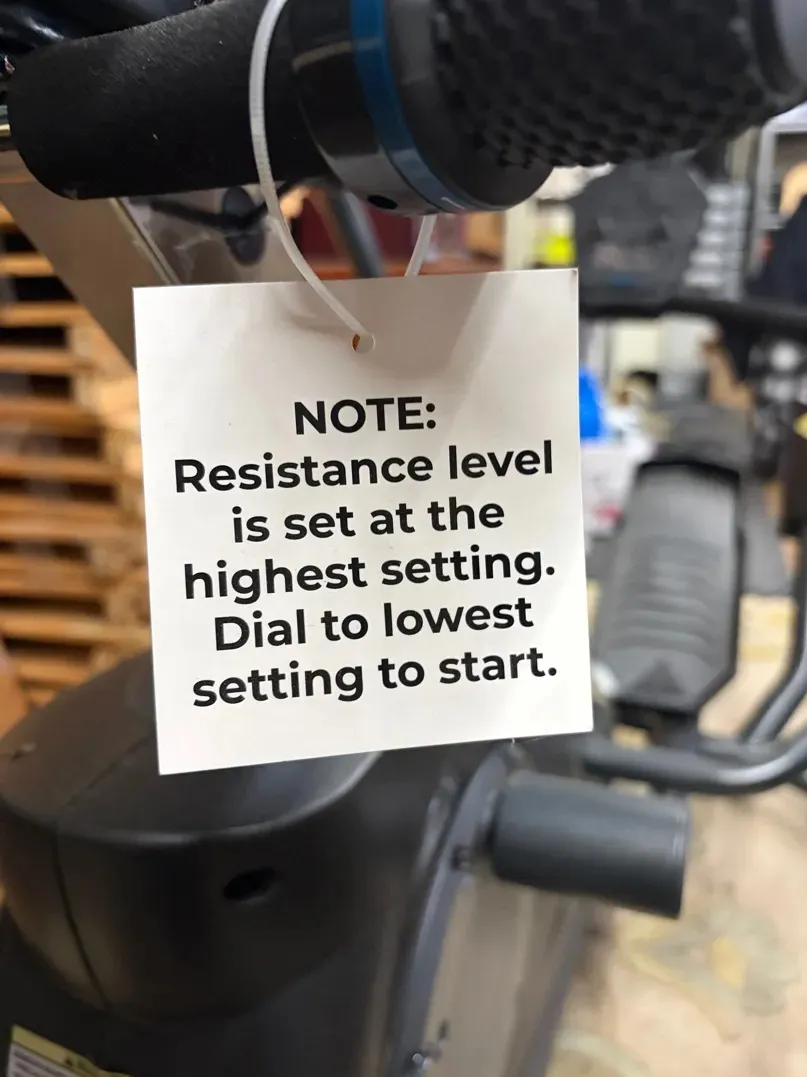 NOTE:
Resistance level
is set at the
highest setting.
Dial to lowest
setting to start.